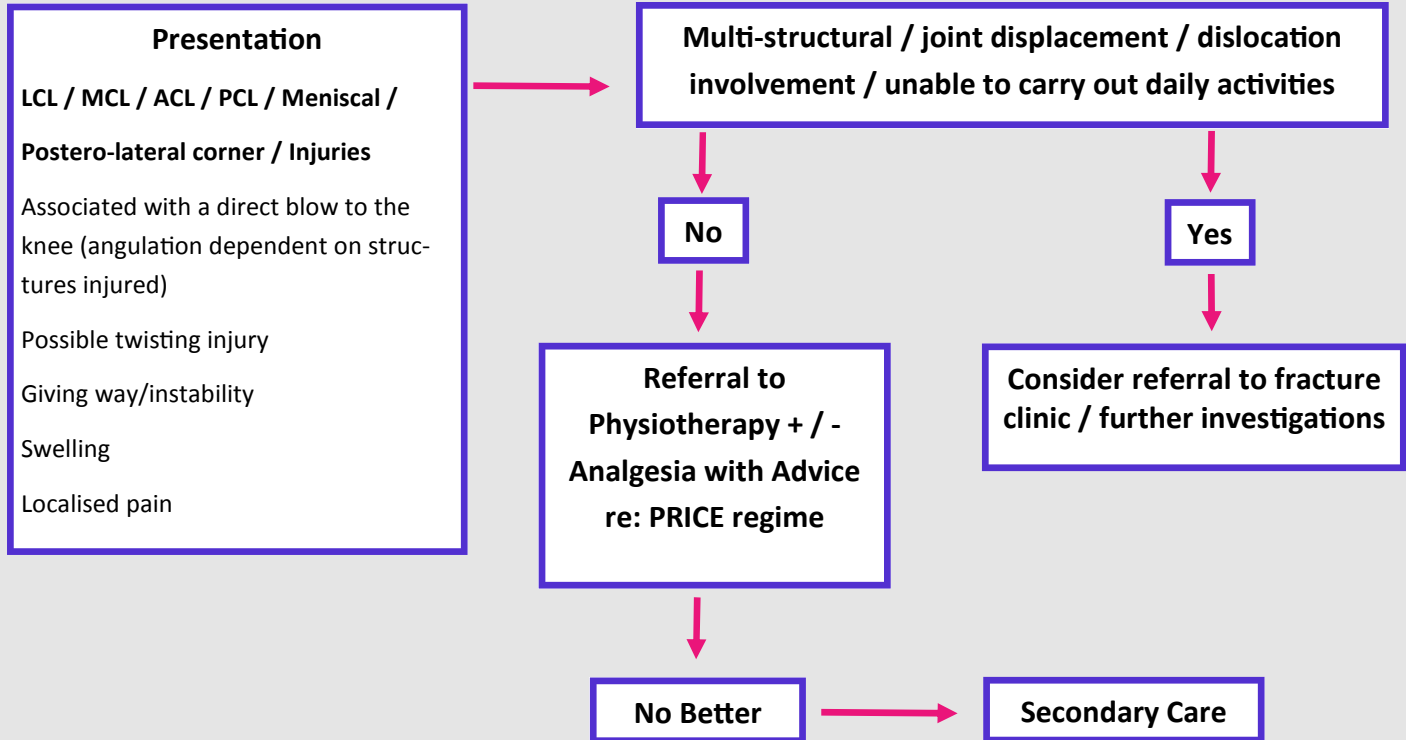 Presentation
LCL / MCL / ACL / PCL / Meniscal /
Postero-lateral corner / Injuries
Associated with a direct blow to the
knee (angulation dependent on struc-
tures injured)
Possible twisting injury
Giving way/instability
Swelling
Localised pain
Multi-structural / joint displacement / dislocation
involvement / unable to carry out daily activities
No
Yes
Referral to
Physiotherapy + / -
Analgesia with Advice
re: PRICE regime
Consider referral to fracture
clinic / further investigations
No Better
Secondary Care